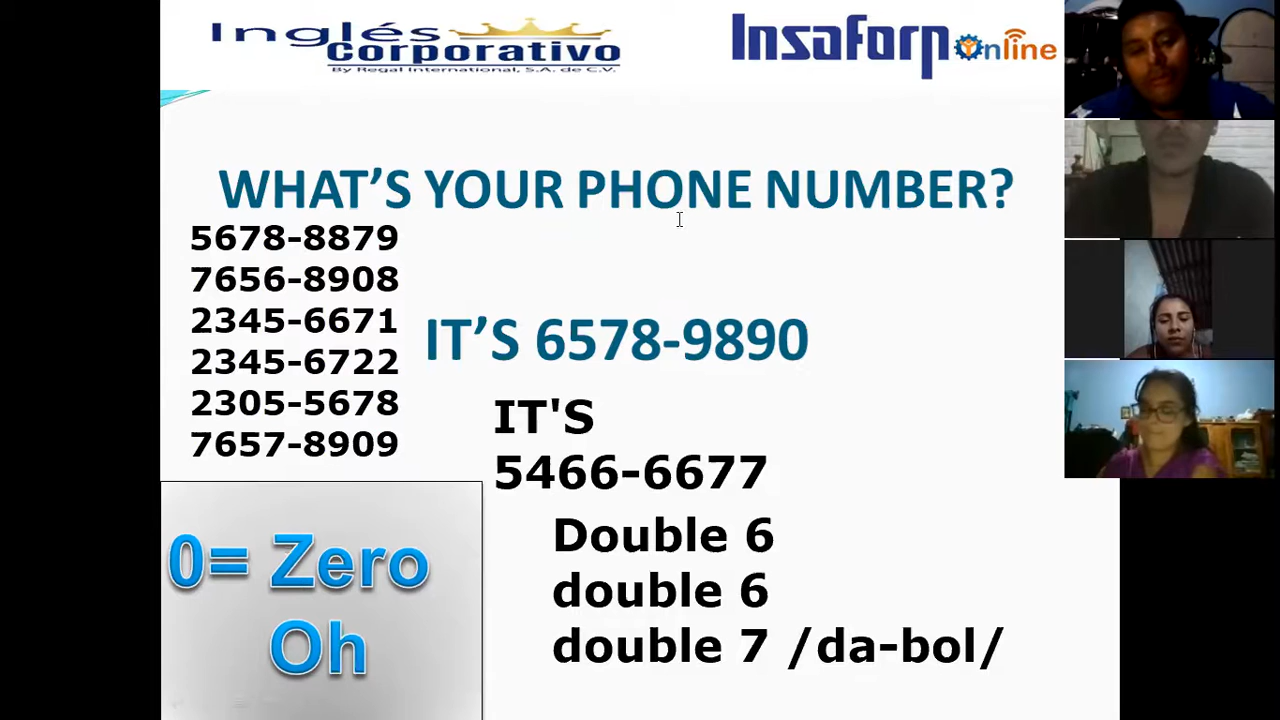 Inglés
Corporativo
By Regal International, S.A. de C.V.
Insaforp Online
WHAT'S YOUR PHONE NUMBER?
5678-8879
7656-8908
2345-6671
2345-6722
2305-5678
7657-8909
IT'S 6578-9890
IT'S
5466-6677
Double 6
double 6
double 7 /da-bol/
0= Zero
Oh